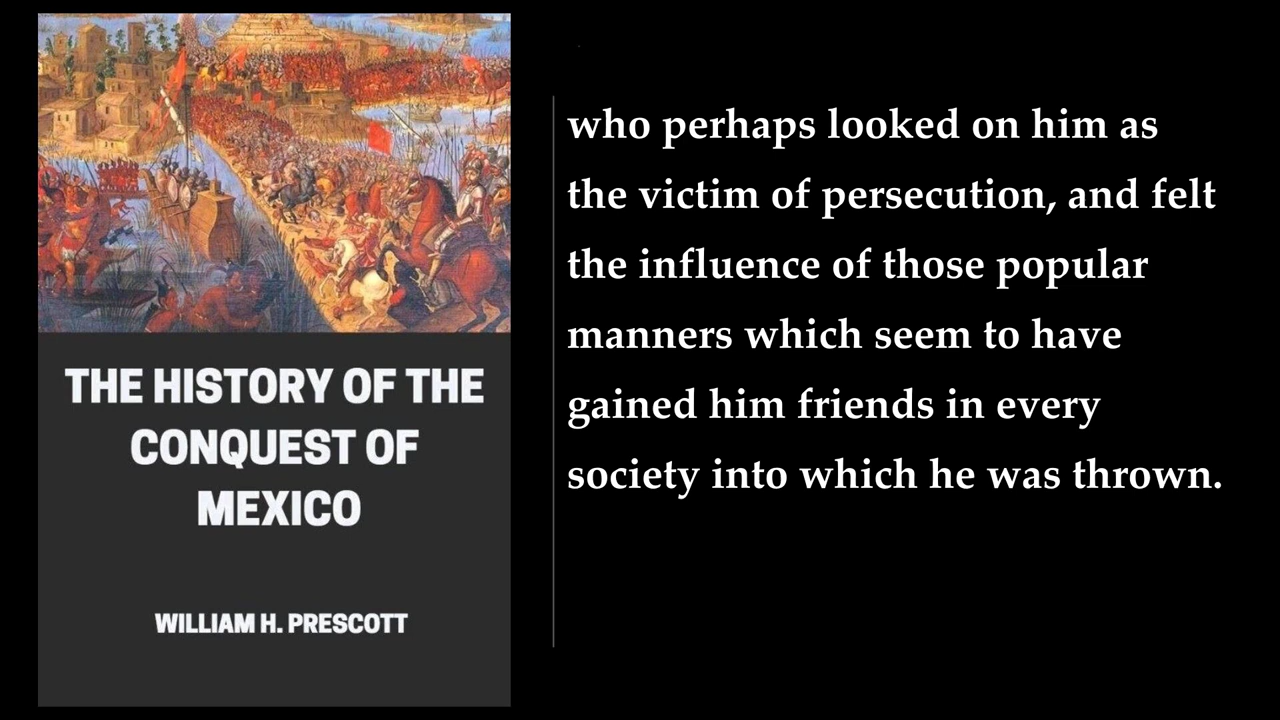 THE HISTORY OF THE
CONQUEST OF
MEXICO
WILLIAM H. PRESCOTT
who perhaps looked on him as
the victim of persecution, and felt
the influence of those popular
manners which seem to have
gained him friends in every
society into which he was thrown.